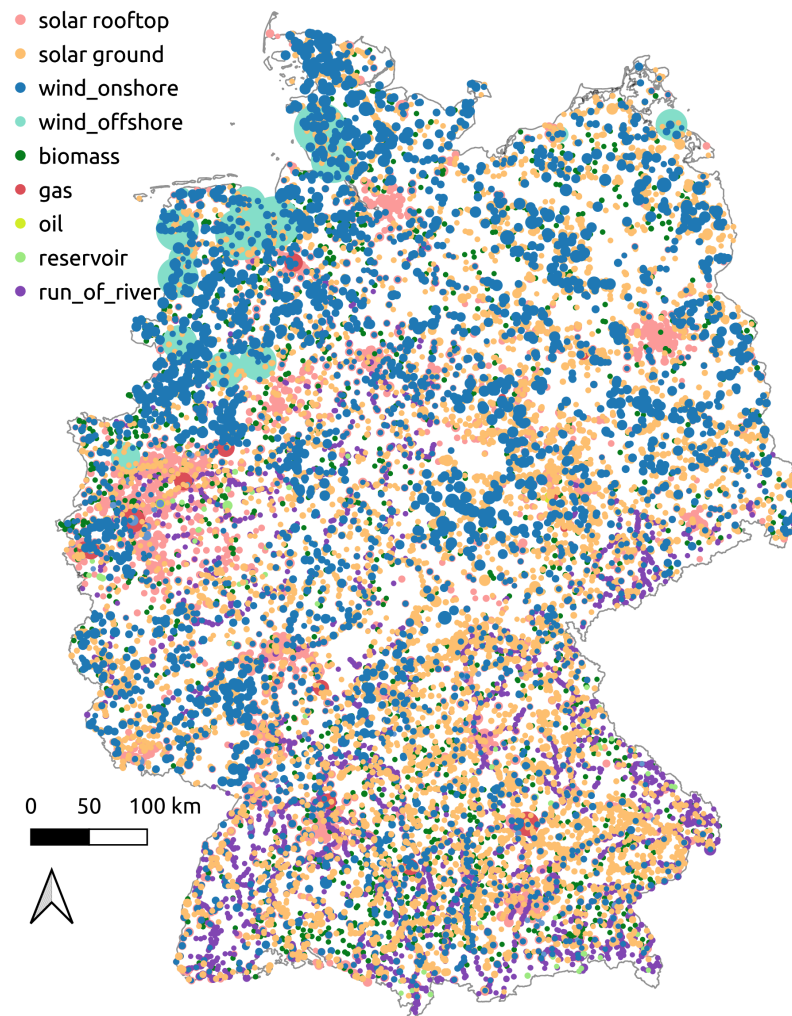 solar rooftop
solar ground
wind_onshore
wind_offshore
biomass
gas
oil
reservoir
run_of_river
0 50 100 km